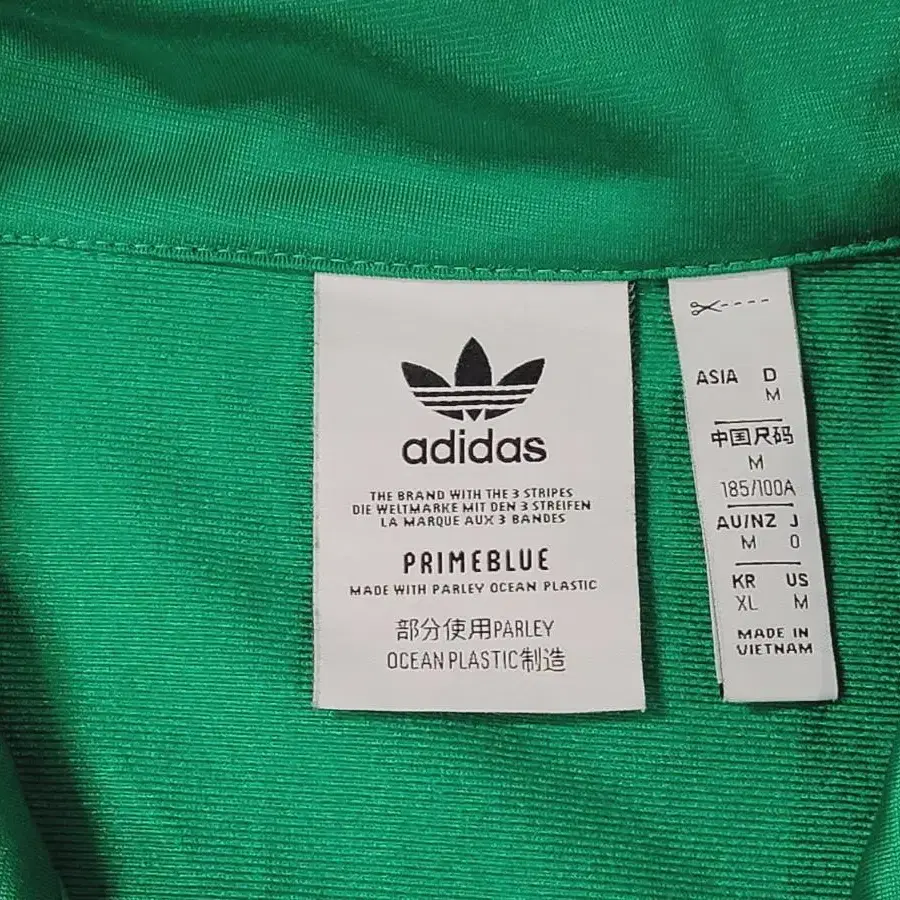 adidas
THE BRAND WITH THE 3 STRIPES
DIE WELTMARKE MIT DEN 3 STREIFEN
LA MARQUE AUX 3 BANDES
PRIMEBLUE
MADE WITH PARLEY OCEAN PLASTIC
部分使用PARLEY
OCEAN PLASTIC制造
ASIA D
M
中国尺码
M
185/100A
AU/NZ J
M O
KR US
XL M
MADE IN
VIETNAM